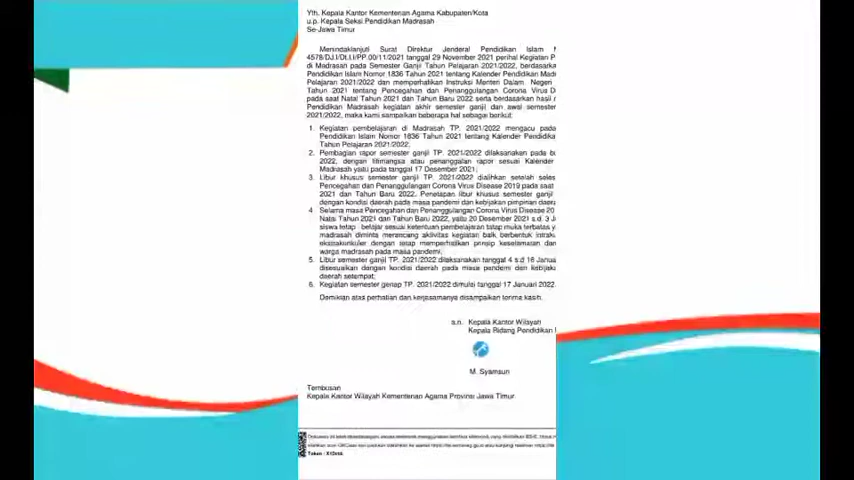 Yth. Kepala Kantor Kementerian Agama Kabupaten/Kota
u.p. Kepala Seksi Pendidikan Madrasah
Se-Jawa Timur
Menindaklanjuti Surat Direktur Jenderal Pendidikan Islam
4578/DJ.I/Dt.I.I/PP.00/11/2021 tanggal 29 November 2021 perihal Kegiatan P
di Madrasah pada Semester Ganjil Tahun Pelajaran 2021/2022, berdasarka
Pendidikan Islam Nomor 1836 Tahun 2021 tentang Kalender Pendidikan Mad
Pelajaran 2021/2022 dan memperhatikan Instruksi Menteri Dalam Negeri
Tahun 2021 tentang Pencegahan dan Penanggulangan Corona Virus D
pada saat Natal Tahun 2021 dan Tahun Baru 2022 serta berdasarkan hasil r
Pendidikan Madrasah kegiatan akhir semester ganjil dan awal semester
2021/2022, maka kami sampaikan beberapa hal sebagai berikut:
1. Kegiatan pembelajaran di Madrasah TP. 2021/2022 mengacu pada
Pendidikan Islam Nomor 1836 Tahun 2021 tentang Kalender Pendidika
Tahun Pelajaran 2021/2022;
2. Pembagian rapor semester ganjil TP. 2021/2022 dilaksanakan pada bu
2022, dengan titimangsa atau penanggalan rapor sesuai Kalender
Madrasah yaitu pada tanggal 17 Desember 2021;
3. Libur khusus semester ganjil TP. 2021/2022 dialihkan setelah seles
Pencegahan dan Penanggulangan Corona Virus Disease 2019 pada saat
2021 dan Tahun Baru 2022. Penetapan libur khusus semester ganjil
dengan kondisi daerah pada masa pandemi dan kebijakan pimpinan daera
4. Selama masa Pencegahan dan Penanggulangan Corona Virus Disease 20
Natal Tahun 2021 dan Tahun Baru 2022, yaitu 20 Desember 2021 s.d. 3 J
siswa tetap belajar sesuai ketentuan pembelajaran tatap muka terbatas y
madrasah diminta merancang aktivitas kegiatan baik berbentuk intraku
ekstrakurikuler dengan tetap memperhatikan prinsip keselamatan dan
warga madrasah pada masa pandemi;
5. Libur semester ganjil TP. 2021/2022 dilaksanakan tanggal 4 s.d 16 Janua
disesuaikan dengan kondisi daerah pada masa pandemi dan kebijaka
daerah setempat;
6. Kegiatan semester genap TP. 2021/2022 dimulai tanggal 17 Januari 2022.
Demikian atas perhatian dan kerjasamanya disampaikan terima kasih.
a.n. Kepala Kantor Wilayah
Kepala Bidang Pendidikan
M. Syamsuri
Tembusan
Kepala Kantor Wilayah Kementerian Agama Provinsi Jawa Timur
Token :